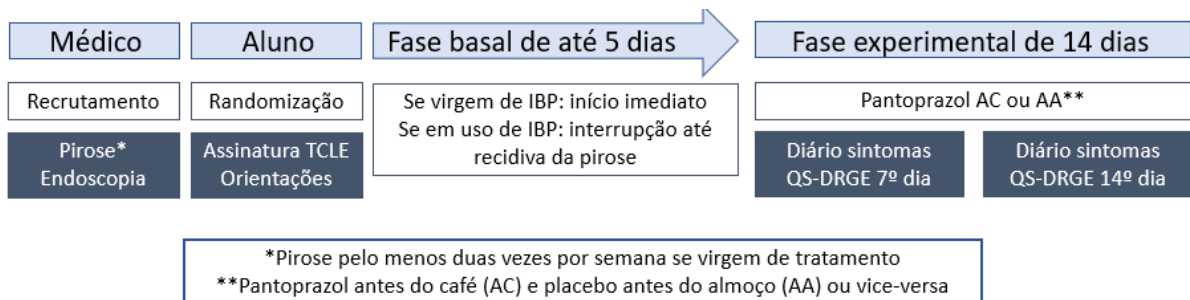 Médico
Aluno
Fase basal de até 5 dias
Fase experimental de 14 dias
Recrutamento
Randomização
Se virgem de IBP: início imediato
Se em uso de IBP: interrupção até
recidiva da pirose
Pantoprazol AC ou AA**
Pirose*
Endoscopia
Assinatura TCLE
Orientações
Diário sintomas
QS-DRGE 7º dia
Diário sintomas
QS-DRGE 14º dia
*Pirose pelo menos duas vezes por semana se virgem de tratamento
**Pantoprazol antes do café (AC) e placebo antes do almoço (AA) ou vice-versa